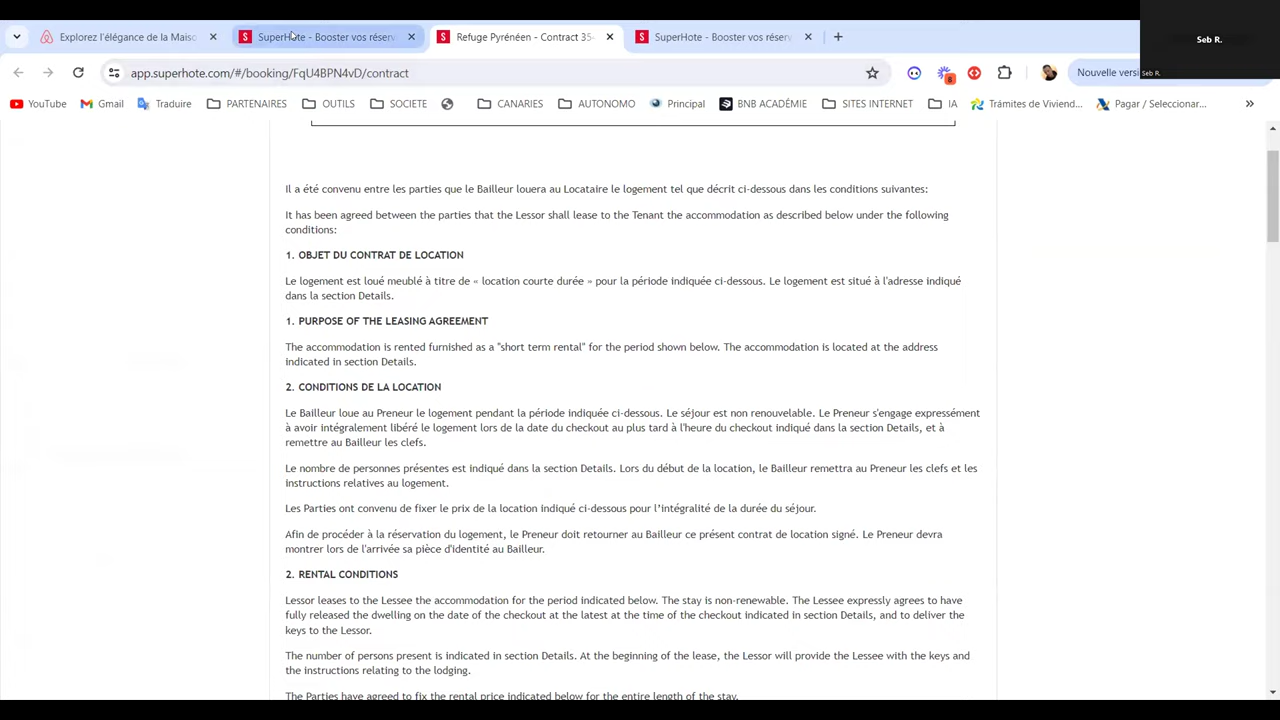 Explorez l'élégance de la Maiso
SuperHote - Booster vos réserv
Refuge Pyrénéen - Contract 35
SuperHote - Booster vos réserv
Seb R.
app.superhote.com/#/booking/FqU4BPN4vD/contract
8
Nouvelle versi
Seb R.
YouTube
Gmail
Traduire
PARTENAIRES
OUTILS
SOCIETE
CANARIES
AUTONOMO
Principal
BNB ACADÉMIE
SITES INTERNET
IA
Trámites de Viviend...
Pagar / Seleccionar...
Il a été convenu entre les parties que le Bailleur louera au Locataire le logement tel que décrit ci-dessous dans les conditions suivantes:
It has been agreed between the parties that the Lessor shall lease to the Tenant the accommodation as described below under the following
conditions:
1. OBJET DU CONTRAT DE LOCATION
Le logement est loué meublé à titre de « location courte durée » pour la période indiquée ci-dessous. Le logement est situé à l'adresse indiqué
dans la section Details.
1. PURPOSE OF THE LEASING AGREEMENT
The accommodation is rented furnished as a "short term rental" for the period shown below. The accommodation is located at the address
indicated in section Details.
2. CONDITIONS DE LA LOCATION
Le Bailleur loue au Preneur le logement pendant la période indiquée ci-dessous. Le séjour est non renouvelable. Le Preneur s'engage expressément
à avoir intégralement libéré le logement lors de la date du checkout au plus tard à l'heure du checkout indiqué dans la section Details, et à
remettre au Bailleur les clefs.
Le nombre de personnes présentes est indiqué dans la section Details. Lors du début de la location, le Bailleur remettra au Preneur les clefs et les
instructions relatives au logement.
Les Parties ont convenu de fixer le prix de la location indiqué ci-dessous pour l'intégralité de la durée du séjour.
Afin de procéder à la réservation du logement, le Preneur doit retourner au Bailleur ce présent contrat de location signé. Le Preneur devra
montrer lors de l'arrivée sa pièce d'identité au Bailleur.
2. RENTAL CONDITIONS
Lessor leases to the Lessee the accommodation for the period indicated below. The stay is non-renewable. The Lessee expressly agrees to have
fully released the dwelling on the date of the checkout at the latest at the time of the checkout indicated in section Details, and to deliver the
keys to the Lessor.
The number of persons present is indicated in section Details. At the beginning of the lease, the Lessor will provide the Lessee with the keys and
the instructions relating to the lodging.
The Parties have agreed to fix the rental price indicated below for the entire length of the stay.